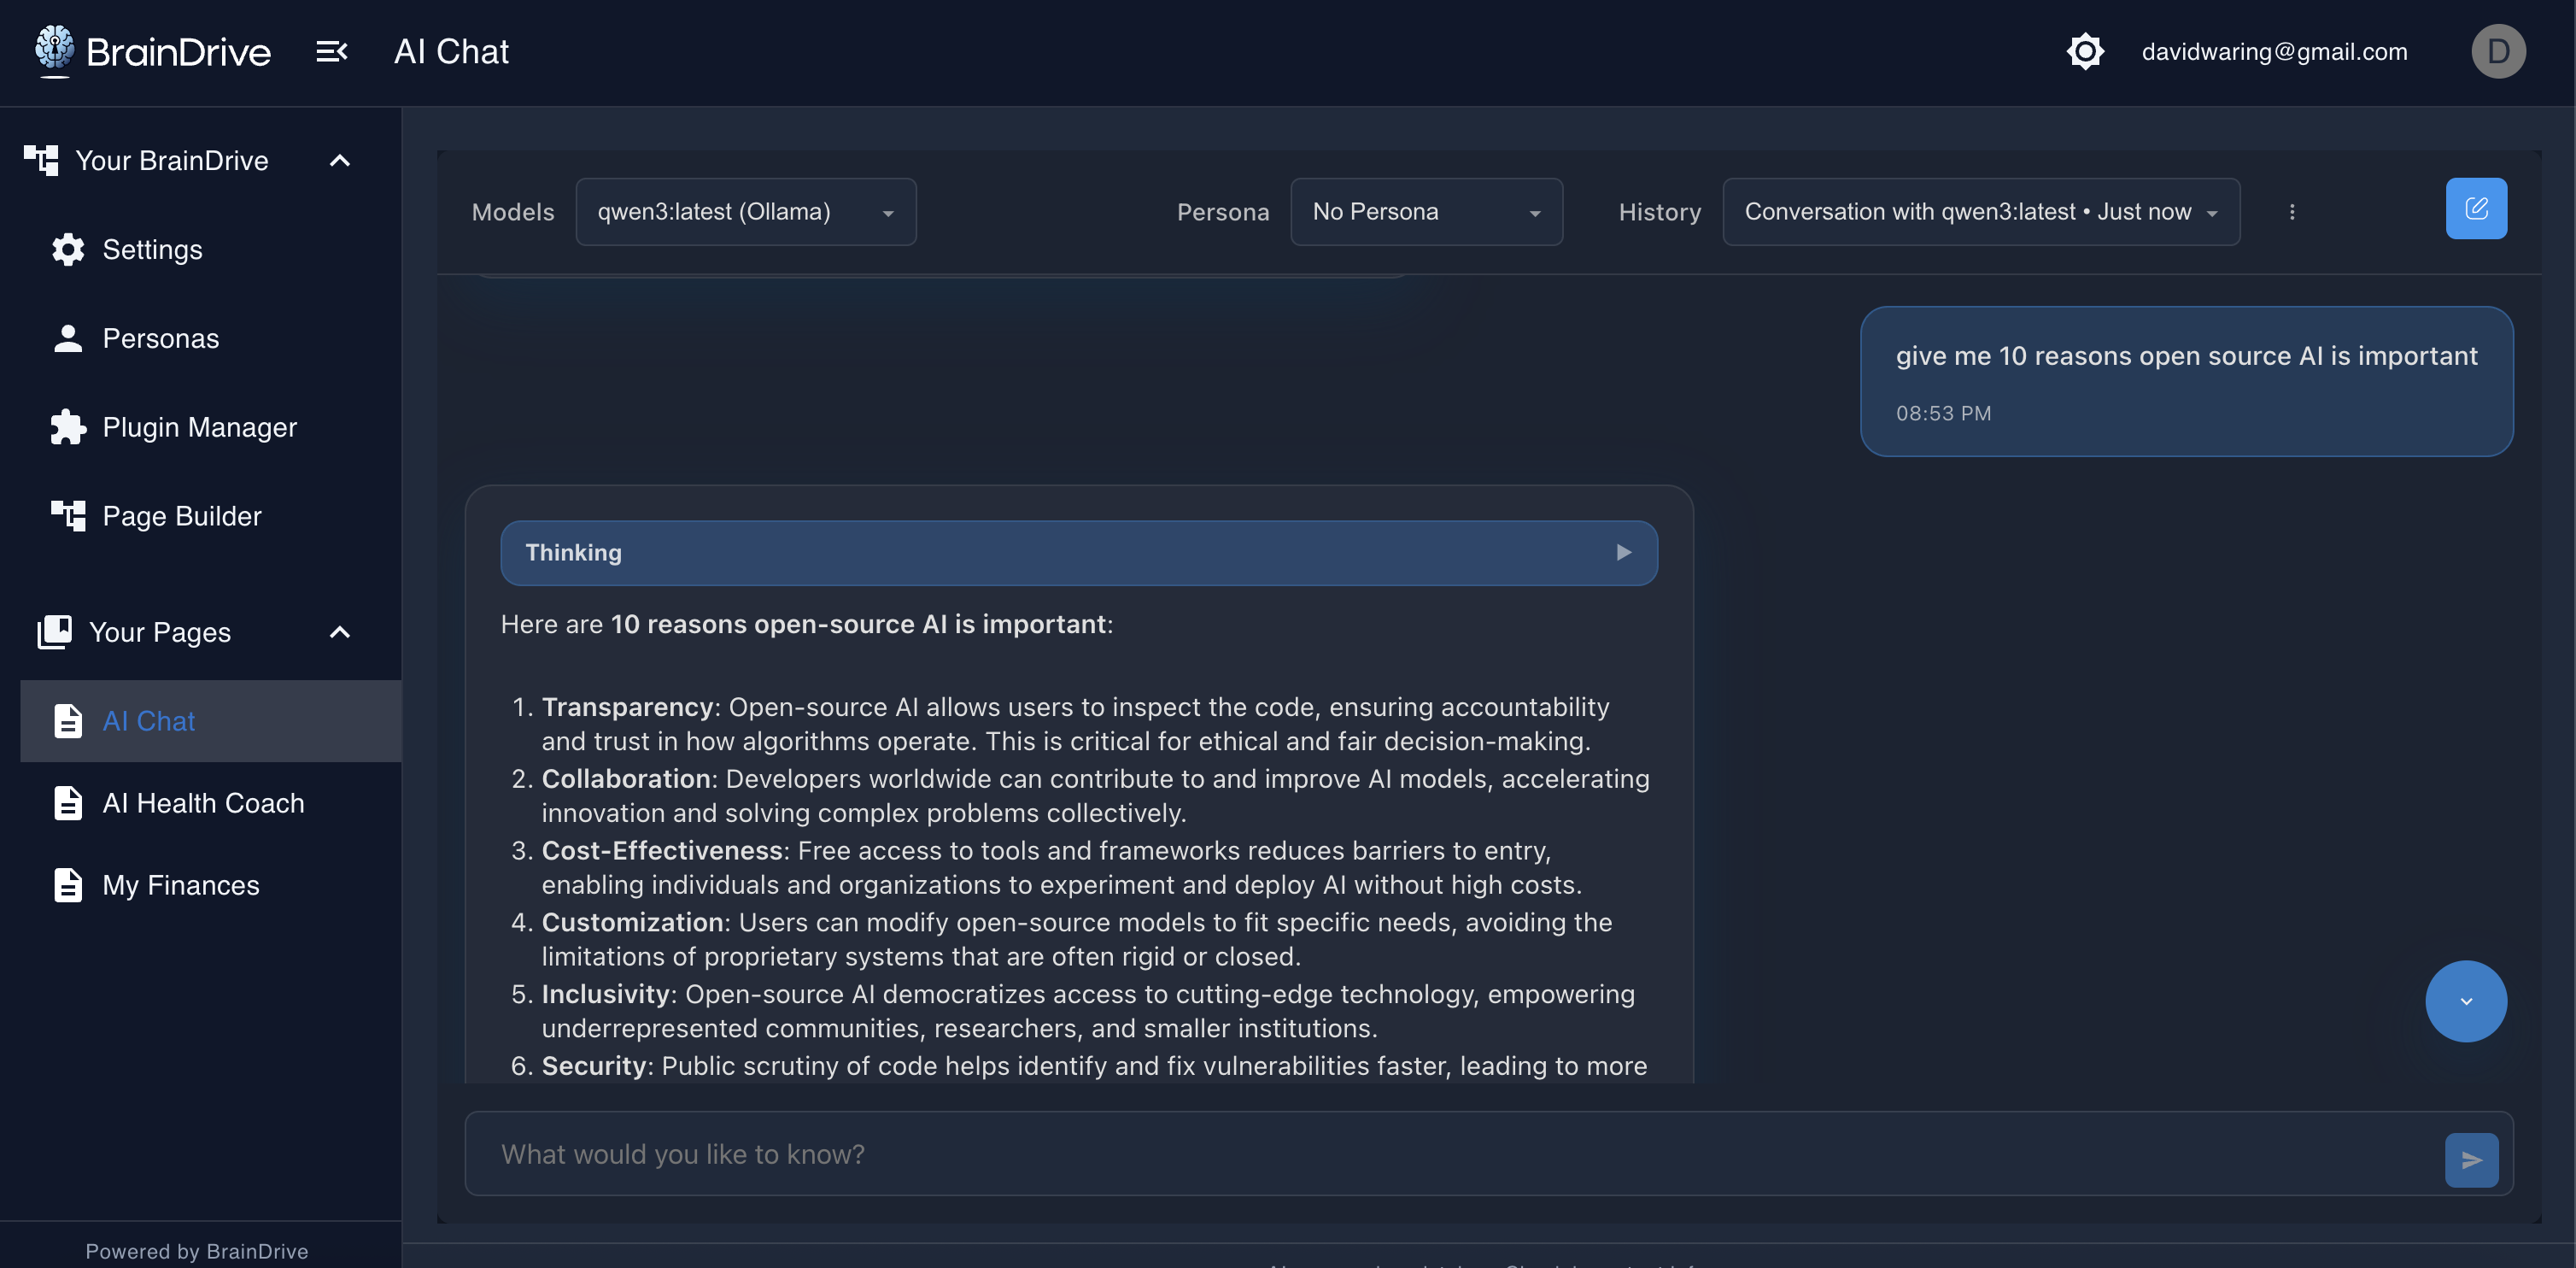 BrainDrive
AI Chat
davidwaring@gmail.com
D
Your BrainDrive
Settings
Personas
Plugin Manager
Page Builder
Your Pages
AI Chat
AI Health Coach
My Finances
Powered by BrainDrive
Models
qwen3:latest (Ollama)
Persona
No Persona
History
Conversation with qwen3:latest • Just now
give me 10 reasons open source AI is important
08:53 PM
Thinking
Here are 10 reasons open-source AI is important:
1. Transparency: Open-source AI allows users to inspect the code, ensuring accountability
and trust in how algorithms operate. This is critical for ethical and fair decision-making.
2. Collaboration: Developers worldwide can contribute to and improve AI models, accelerating
innovation and solving complex problems collectively.
3. Cost-Effectiveness: Free access to tools and frameworks reduces barriers to entry,
enabling individuals and organizations to experiment and deploy AI without high costs.
4. Customization: Users can modify open-source models to fit specific needs, avoiding the
limitations of proprietary systems that are often rigid or closed.
5. Inclusivity: Open-source AI democratizes access to cutting-edge technology, empowering
underrepresented communities, researchers, and smaller institutions.
6. Security: Public scrutiny of code helps identify and fix vulnerabilities faster, leading to more
What would you like to know?